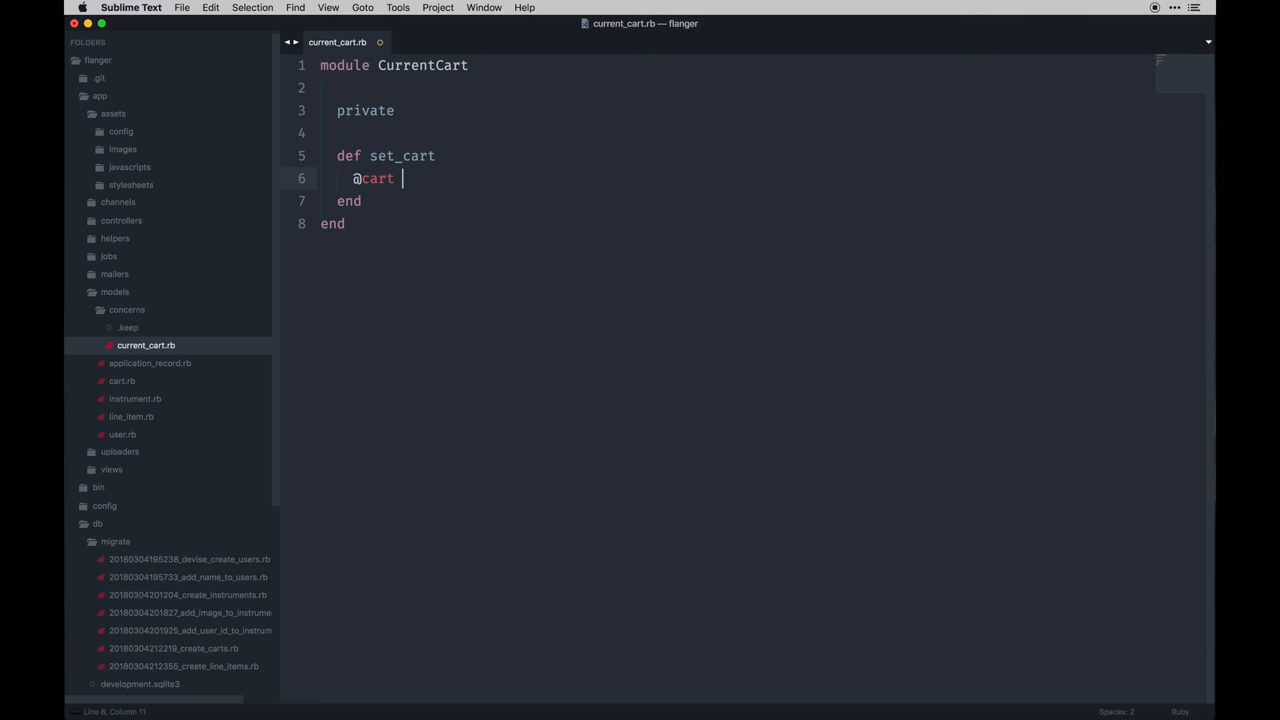 Sublime Text File Edit Selection Find View Goto Tools Project Window Help
current_cart.rb — flanger
FOLDERS
flanger
.git
app
assets
config
images
javascripts
stylesheets
channels
controllers
helpers
jobs
mailers
models
concerns
.keep
current_cart.rb
application_record.rb
cart.rb
instrument.rb
line_item.rb
user.rb
uploaders
views
bin
config
db
migrate
20180304195238_devise_create_users.rb
20180304195733_add_name_to_users.rb
20180304201204_create_instruments.rb
20180304201827_add_image_to_instrume
20180304201925_add_user_id_to_instrum
20180304212219_create_carts.rb
20180304212355_create_line_items.rb
development.sqlite3
current_cart.rb
1 module CurrentCart
2
3 private
4
5 def set_cart
6 @cart
7 end
8 end
Line 6, Column 11 Spaces: 2 Ruby